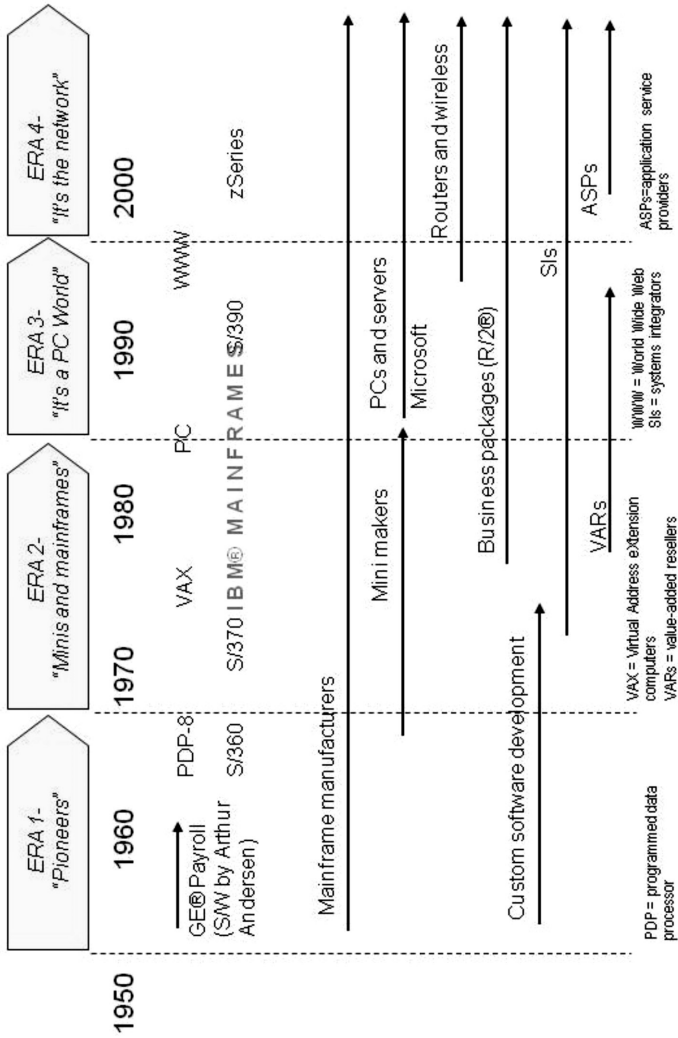 ERA 1-
"Pioneers"
ERA 2-
"Minis and mainframes"
ERA 3-
"It's a PC World"
ERA 4-
"It's the network"
1950
1960
1970
1980
1990
2000
GE® Payroll
(S/W by Arthur
Andersen)
PDP-8
VAX
PC
WWW
S/360
S/370
IBM® MAINFRAMES
S/390
zSeries
Mainframe manufacturers
Mini makers
PCs and servers
Microsoft
Routers and wireless
Business packages (R/2®)
Custom software development
SIs
VARs
ASPs
PDP = programmed data
processor
VAX = Virtual Address eXtension
computers
VARs = value-added resellers
WWW = World Wide Web
SIs = systems integrators
ASPs=application service
providers